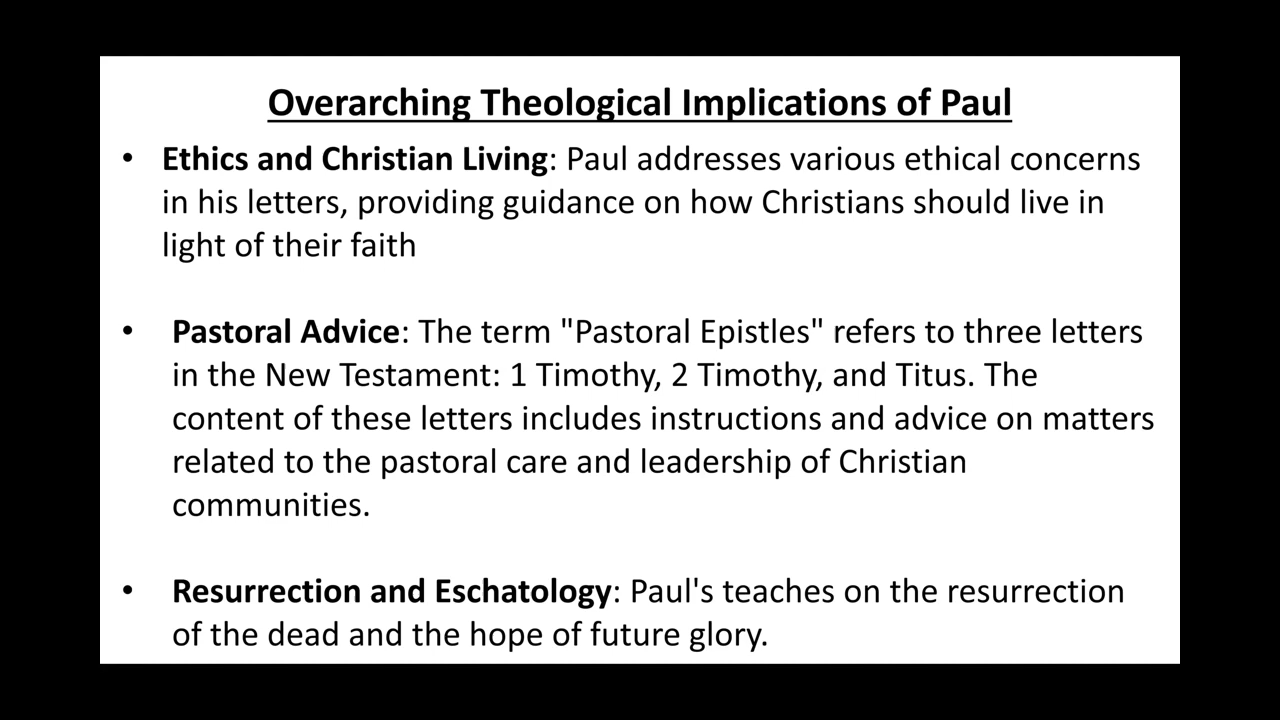 Overarching Theological Implications of Paul
• Ethics and Christian Living: Paul addresses various ethical concerns
in his letters, providing guidance on how Christians should live in
light of their faith
• Pastoral Advice: The term "Pastoral Epistles" refers to three letters
in the New Testament: 1 Timothy, 2 Timothy, and Titus. The
content of these letters includes instructions and advice on matters
related to the pastoral care and leadership of Christian
communities.
• Resurrection and Eschatology: Paul's teaches on the resurrection
of the dead and the hope of future glory.